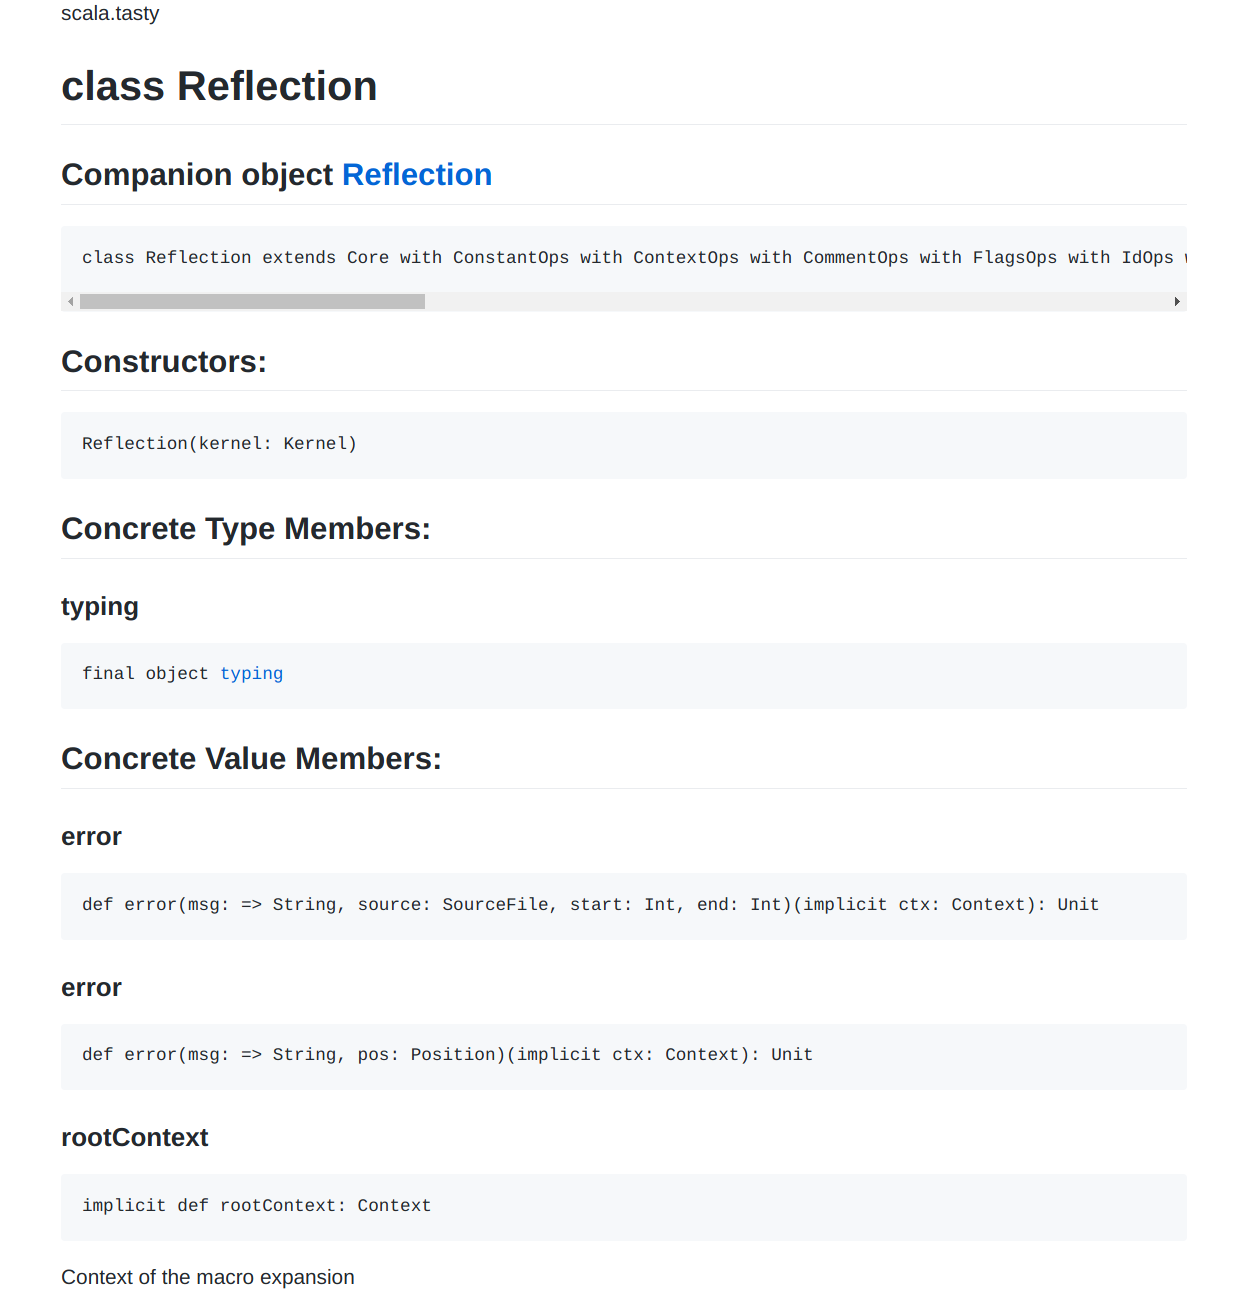 scala.tasty
class Reflection
Companion object Reflection
class Reflection extends Core with ConstantOps with ContextOps with CommentOps with FlagsOps with IdOps
Constructors:
Reflection(kernel: Kernel)
Concrete Type Members:
typing
final object typing
Concrete Value Members:
error
def error(msg: => String, source: SourceFile, start: Int, end: Int)(implicit ctx: Context): Unit
error
def error(msg: => String, pos: Position)(implicit ctx: Context): Unit
rootContext
implicit def rootContext: Context
Context of the macro expansion